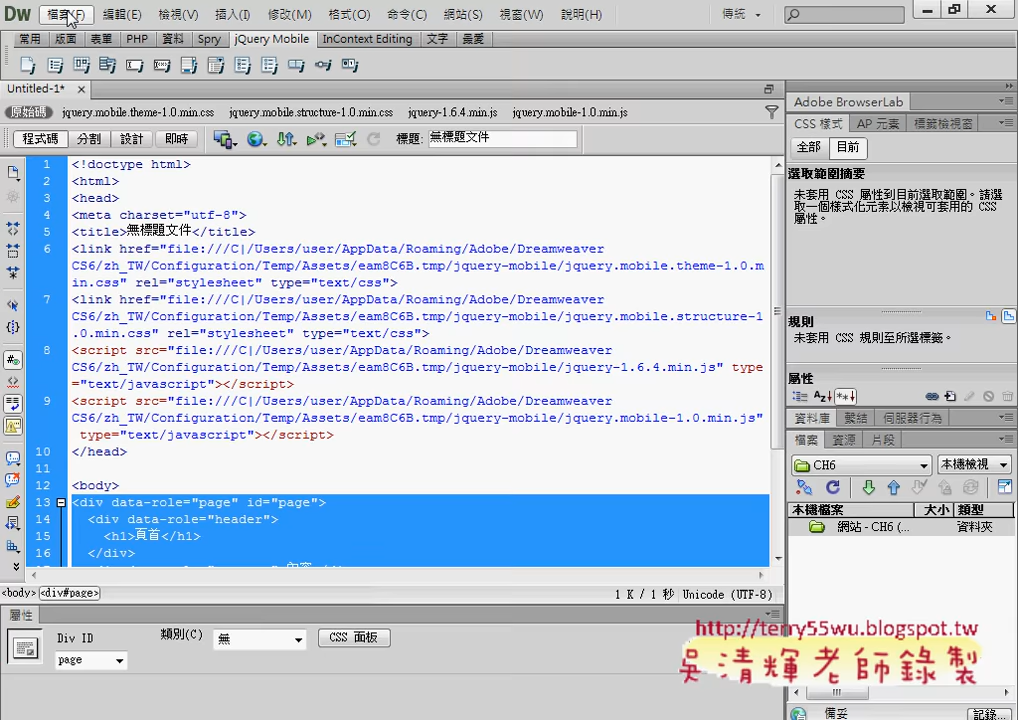 Dw 檔案(F) 編輯(E) 檢視(V) 插入(I) 修改(M) 格式(O) 命令(C) 網站(S) 視窗(W) 說明(H) 傳統
常用 版面 表單 PHP 資料 Spry jQuery Mobile InContext Editing 文字 最愛
Untitled-1*
原始碼 jquery.mobile.theme-1.0.min.css jquery.mobile.structure-1.0.min.css jquery-1.6.4.min.js jquery.mobile-1.0.min.js
程式碼 分割 設計 即時 標題: 無標題文件
1 <!doctype html>
2 <html>
3 <head>
4 <meta charset="utf-8">
5 <title>無標題文件</title>
6 <link href="file:///C|/Users/user/AppData/Roaming/Adobe/Dreamweaver
CS6/zh_TW/Configuration/Temp/Assets/eam8C6B.tmp/jquery-mobile/jquery.mobile.theme-1.0.m
in.css" rel="stylesheet" type="text/css">
7 <link href="file:///C|/Users/user/AppData/Roaming/Adobe/Dreamweaver
CS6/zh_TW/Configuration/Temp/Assets/eam8C6B.tmp/jquery-mobile/jquery.mobile.structure-1
.0.min.css" rel="stylesheet" type="text/css">
8 <script src="file:///C|/Users/user/AppData/Roaming/Adobe/Dreamweaver
CS6/zh_TW/Configuration/Temp/Assets/eam8C6B.tmp/jquery-mobile/jquery-1.6.4.min.js" type
="text/javascript"></script>
9 <script src="file:///C|/Users/user/AppData/Roaming/Adobe/Dreamweaver
CS6/zh_TW/Configuration/Temp/Assets/eam8C6B.tmp/jquery-mobile/jquery.mobile-1.0.min.js"
type="text/javascript"></script>
10 </head>
11
12 <body>
13 <div data-role="page" id="page">
14 <div data-role="header">
15 <h1>頁首</h1>
16 </div>
<body> <div#page> 1 K / 1 秒 Unicode (UTF-8)
屬性
Div ID 類別(C) 無 CSS 面板
page
Adobe BrowserLab
CSS 樣式 AP 元素 標籤檢視窗
全部 目前
選取範圍摘要
未套用 CSS 屬性到目前選取範圍。請選
取一個樣式化元素以檢視可套用的 CSS
屬性。
規則
未套用 CSS 規則至所選標籤。
屬性
資料庫 繫結 伺服器行為
檔案 資源 片段
CH6 本機檢視
本機檔案 大小 類型
網站 - CH6 (... 資料夾
http://terry55wu.blogspot.tw
吳清輝老師錄製
備妥 記錄...